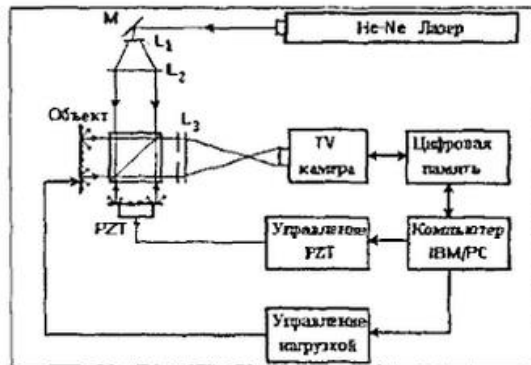 M
He-Ne Лазер
L1
L2
Объект
L3
TV
камера
Цифровая
память
PZT
Управление
PZT
Компьютер
IBM/PC
Управление
нагрузкой